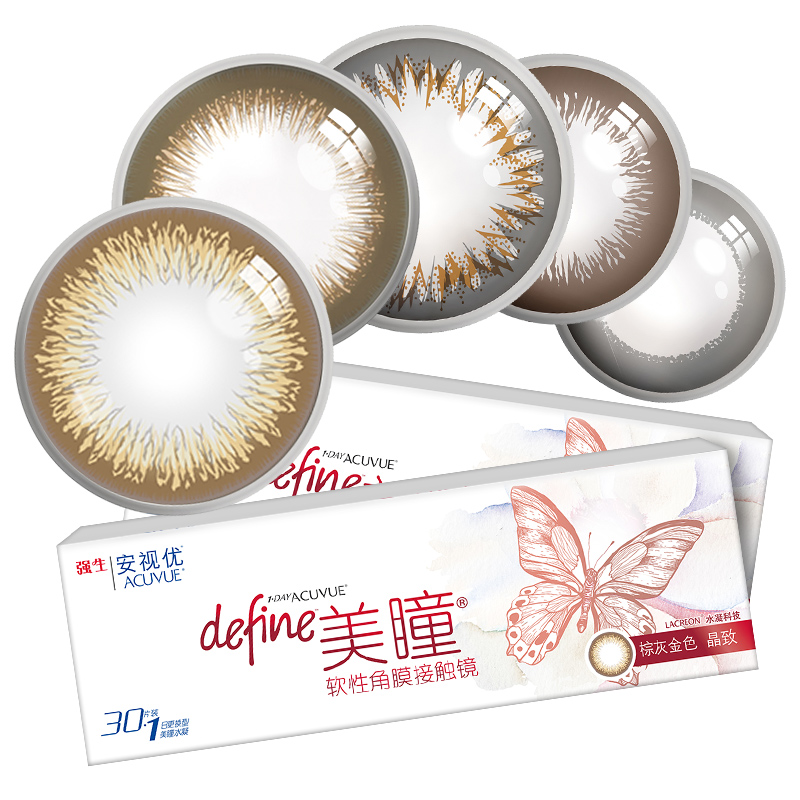 1-DAY ACUVUE®
define
强生
安视优®
ACUVUE®
1-DAY ACUVUE®
define™美瞳®
软性角膜接触镜
LACREON 水凝科技
棕灰金色 晶致
30片装
1日更换型
美瞳水凝